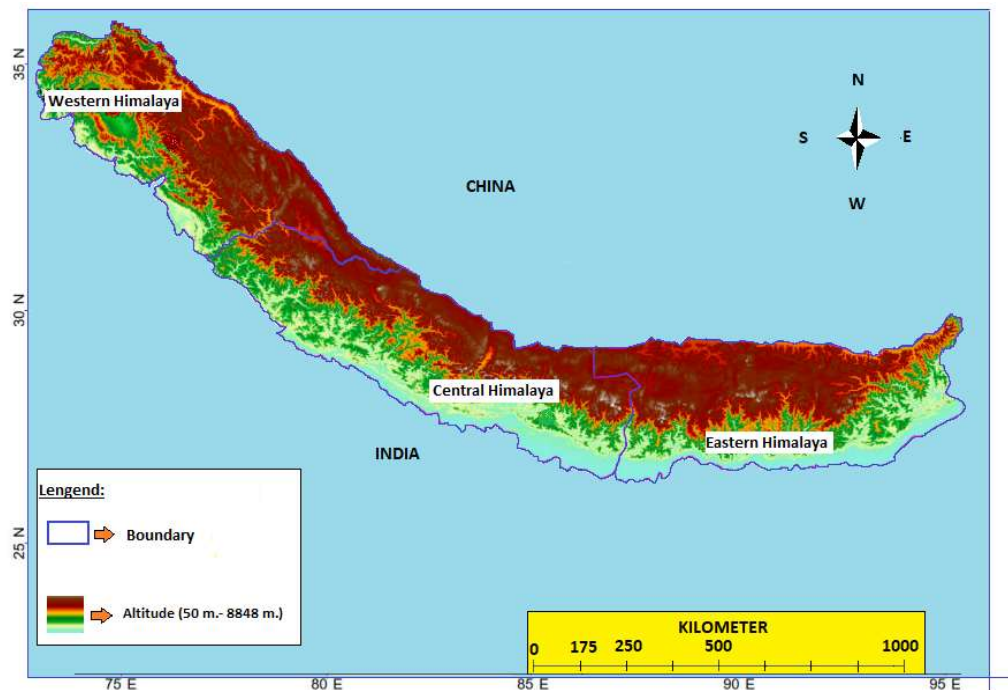 35 N
Western Himalaya
N
S
E
W
CHINA
30 N
Central Himalaya
Eastern Himalaya
INDIA
Lengend:
Boundary
25 N
Altitude (50 m.- 8848 m.)
KILOMETER
0 175 250 500 1000
75 E 80 E 85 E 90 E 95 E